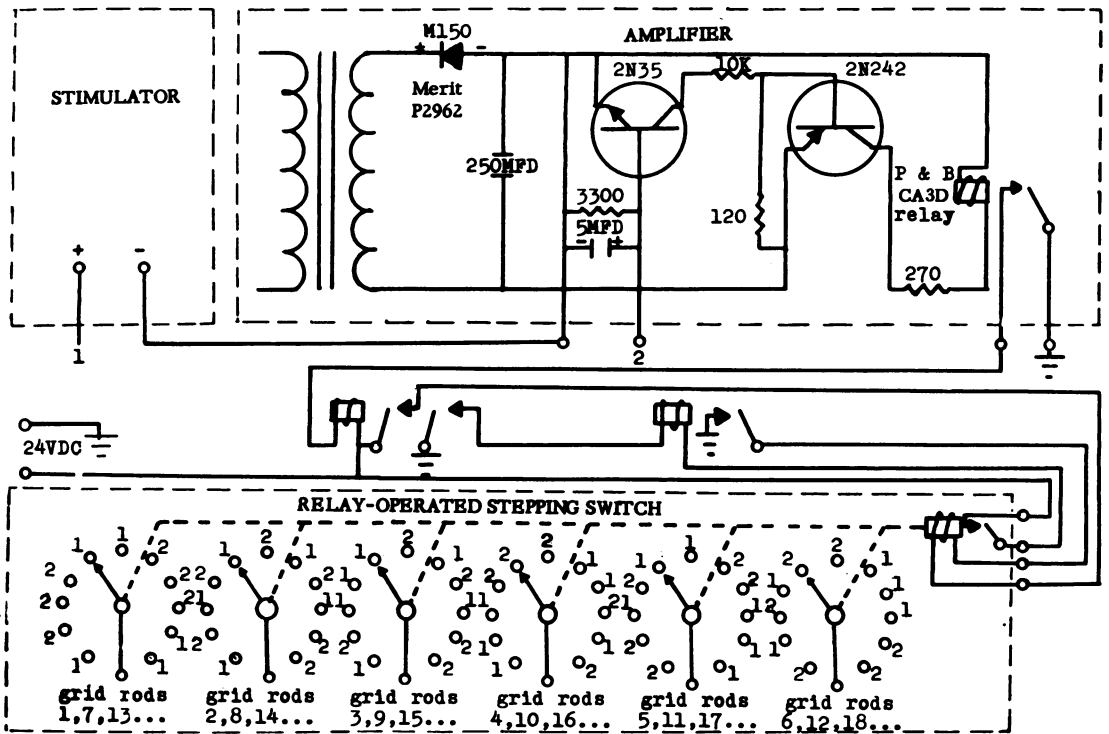 STIMULATOR
+ -
1
AMPLIFIER
M150
+ -
Merit
P2962
250MFD
2N35
10K
2N242
3300
5MFD
- +
120
P & B
CA3D
relay
270
2
24VDC
RELAY-OPERATED STEPPING SWITCH
grid rods
1,7,13...
grid rods
2,8,14...
grid rods
3,9,15...
grid rods
4,10,16...
grid rods
5,11,17...
grid rods
6,12,18...